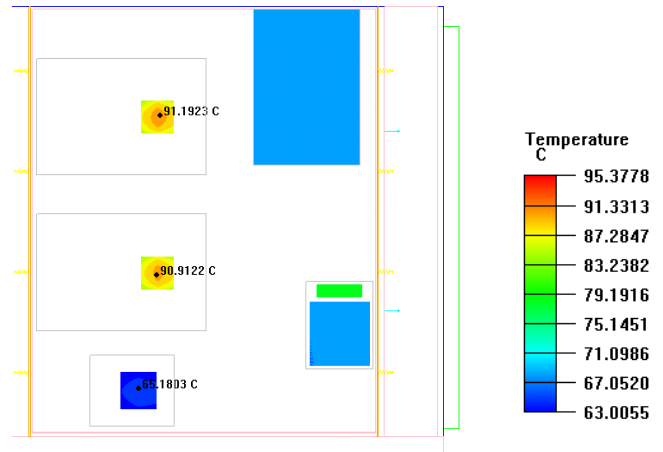 91.1923 C
90.9122 C
65.1803 C
Temperature
C
95.3778
91.3313
87.2847
83.2382
79.1916
75.1451
71.0986
67.0520
63.0055